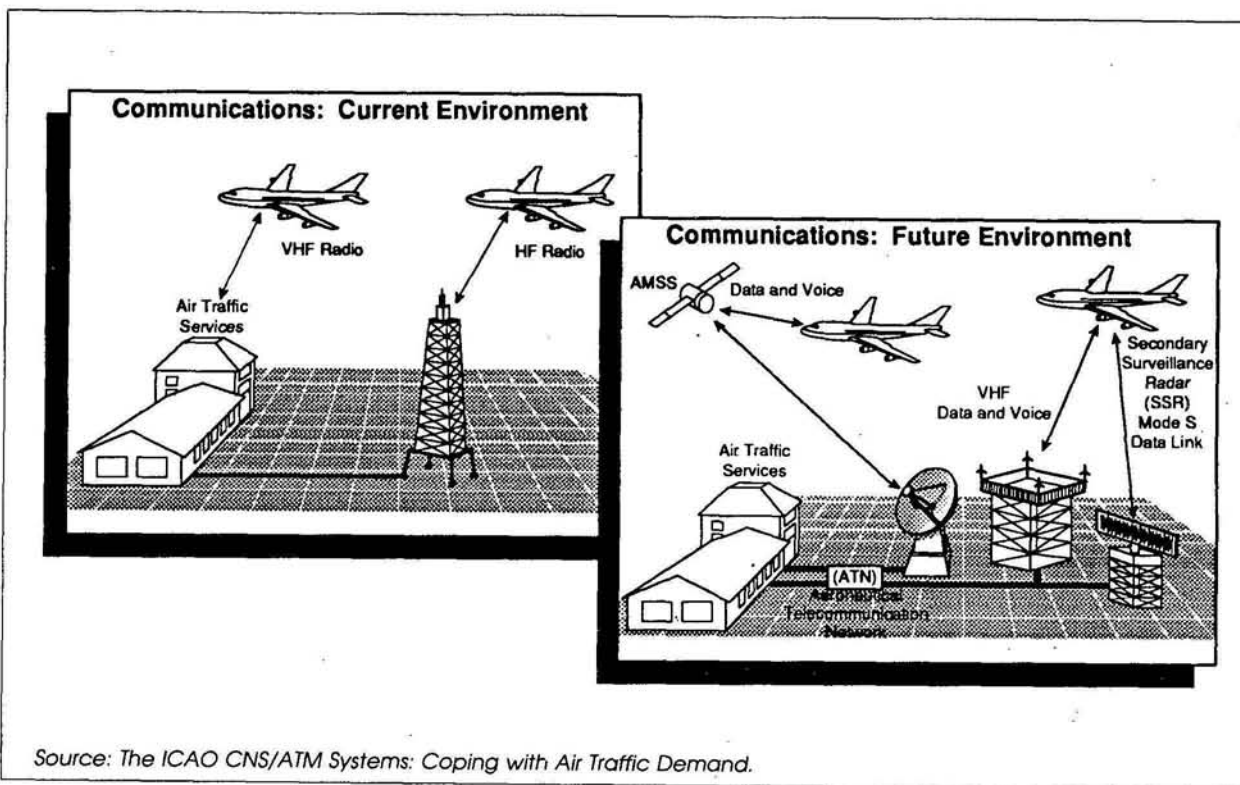 Communications: Current Environment
VHF Radio
HF Radio
Air Traffic
Services
Communications: Future Environment
AMSS
Data and Voice
Secondary
Surveillance
Radar
(SSR)
Mode S
Data Link
VHF
Data and Voice
Air Traffic
Services
(ATN)
Aeronautical
Telecommunication
Network
Source: The ICAO CNS/ATM Systems: Coping with Air Traffic Demand.